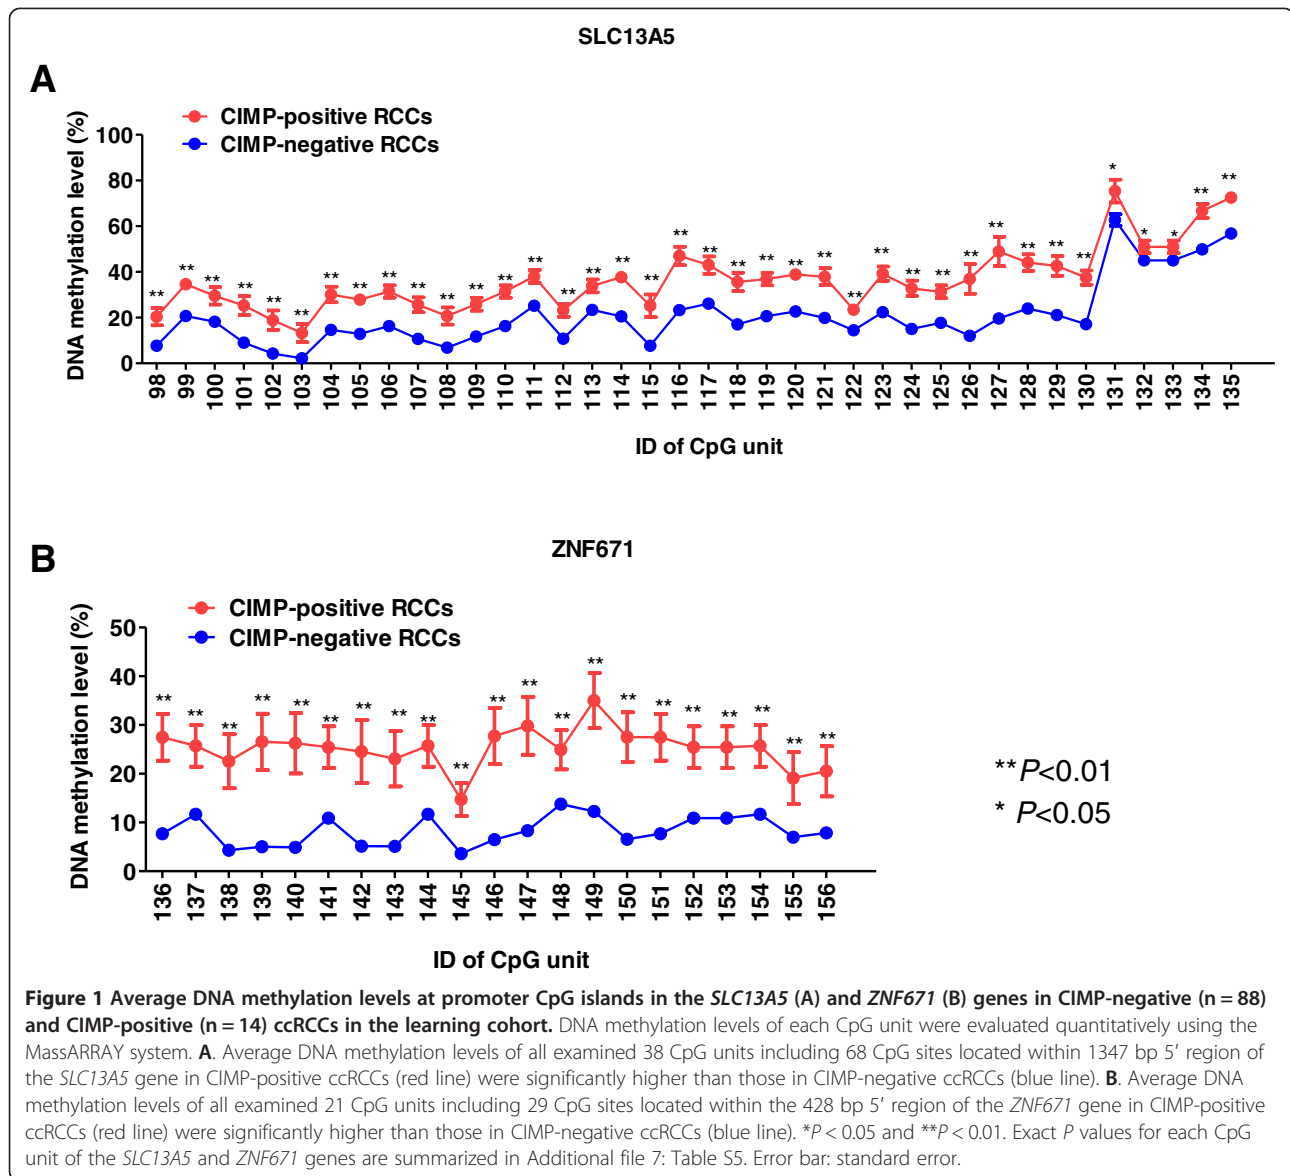 SLC13A5
A
CIMP-positive RCCs
CIMP-negative RCCs
DNA methylation level (%)
100
80
60
40
20
0
** ** ** ** ** ** ** ** ** ** ** ** ** ** ** ** ** ** ** ** ** ** ** ** ** ** ** ** ** ** ** ** ** * * * ** **
98 99 100 101 102 103 104 105 106 107 108 109 110 111 112 113 114 115 116 117 118 119 120 121 122 123 124 125 126 127 128 129 130 131 132 133 134 135
ID of CpG unit
B
ZNF671
CIMP-positive RCCs
CIMP-negative RCCs
DNA methylation level (%)
50
40
30
20
10
0
** ** ** ** ** ** ** ** ** ** ** ** ** ** ** ** ** ** ** ** **
136 137 138 139 140 141 142 143 144 145 146 147 148 149 150 151 152 153 154 155 156
ID of CpG unit
**P<0.01
* P<0.05
Figure 1 Average DNA methylation levels at promoter CpG islands in the SLC13A5 (A) and ZNF671 (B) genes in CIMP-negative (n = 88)
and CIMP-positive (n = 14) ccRCCs in the learning cohort. DNA methylation levels of each CpG unit were evaluated quantitatively using the
MassARRAY system. A. Average DNA methylation levels of all examined 38 CpG units including 68 CpG sites located within 1347 bp 5′ region of
the SLC13A5 gene in CIMP-positive ccRCCs (red line) were significantly higher than those in CIMP-negative ccRCCs (blue line). B. Average DNA
methylation levels of all examined 21 CpG units including 29 CpG sites located within the 428 bp 5′ region of the ZNF671 gene in CIMP-positive
ccRCCs (red line) were significantly higher than those in CIMP-negative ccRCCs (blue line). *P < 0.05 and **P < 0.01. Exact P values for each CpG
unit of the SLC13A5 and ZNF671 genes are summarized in Additional file 7: Table S5. Error bar: standard error.